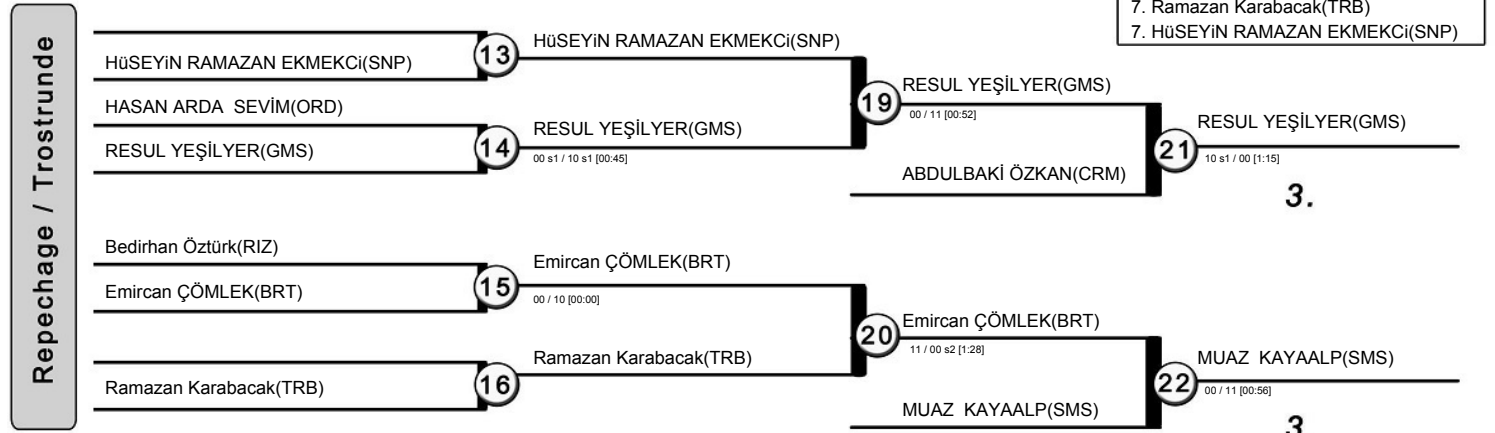 7. Ramazan Karabacak(TRB)
7. HüSEYiN RAMAZAN EKMEKCi(SNP)
Repechage / Trostrunde
HüSEYiN RAMAZAN EKMEKCi(SNP)
13
HüSEYiN RAMAZAN EKMEKCi(SNP)
HASAN ARDA  SEVİM(ORD)
RESUL YEŞİLYER(GMS)
14
RESUL YEŞİLYER(GMS)
00 s1 / 10 s1 [00:45]
19
RESUL YEŞİLYER(GMS)
00 / 11 [00:52]
ABDULBAKİ ÖZKAN(CRM)
21
RESUL YEŞİLYER(GMS)
10 s1 / 00 [1:15]
3.
Bedirhan Öztürk(RIZ)
Emircan ÇÖMLEK(BRT)
15
Emircan ÇÖMLEK(BRT)
00 / 10 [00:00]
Ramazan Karabacak(TRB)
16
Ramazan Karabacak(TRB)
20
Emircan ÇÖMLEK(BRT)
11 / 00 s2 [1:28]
MUAZ  KAYAALP(SMS)
22
MUAZ  KAYAALP(SMS)
00 / 11 [00:56]
3